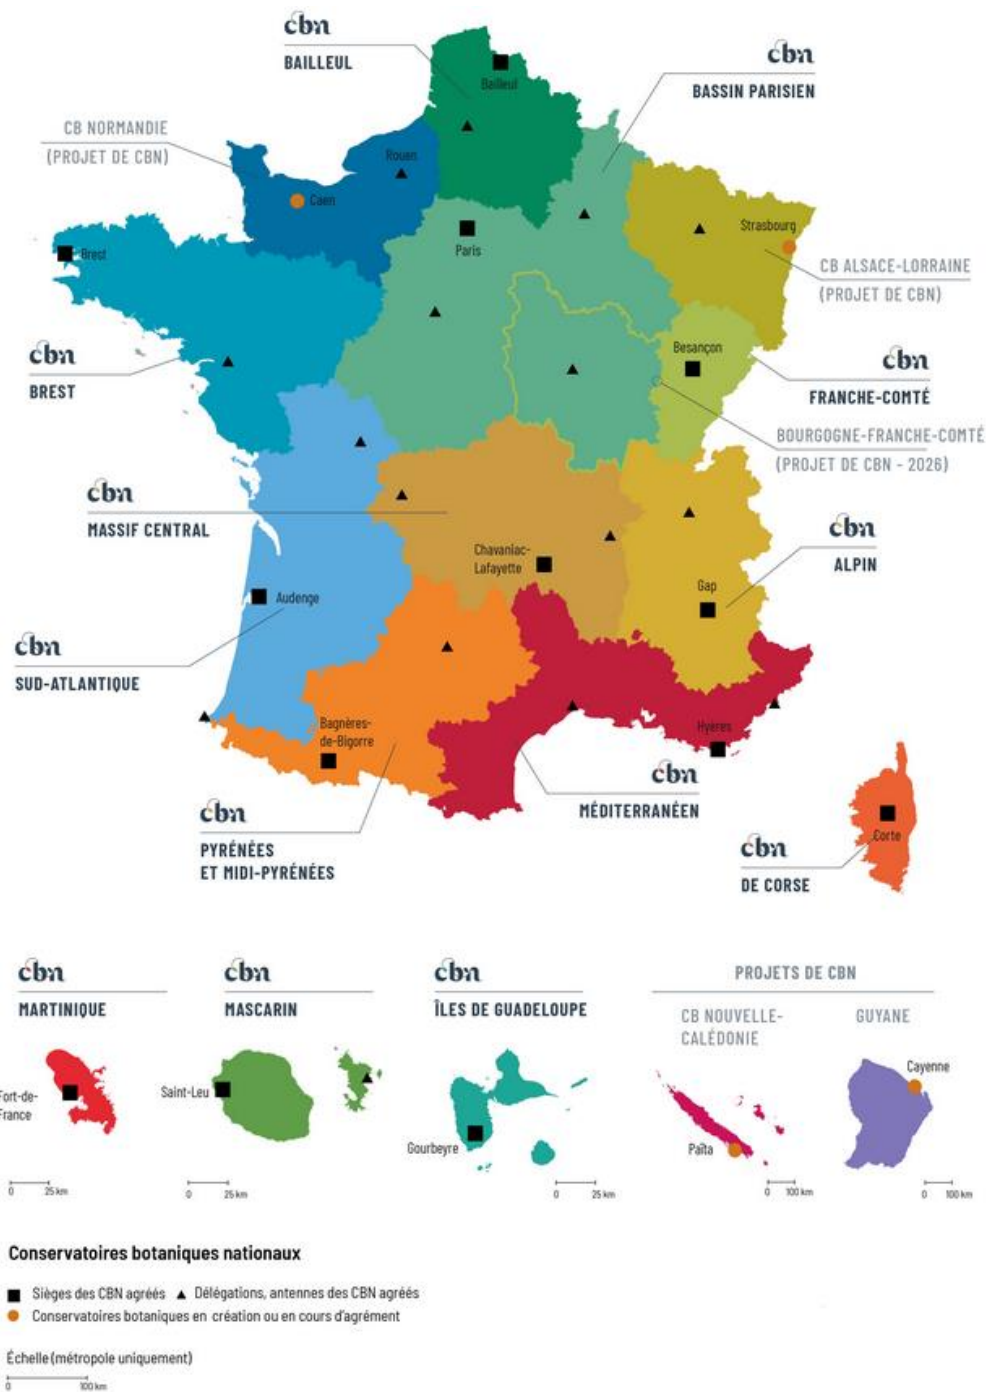 cbn
BAILLEUL
cbn
BASSIN PARISIEN
Bailleul
CB NORMANDIE
(PROJET DE CBN)
Rouen
Caen
Strasbourg
Paris
Brest
CB ALSACE-LORRAINE
(PROJET DE CBN)
cbn
BREST
Besançon
cbn
FRANCHE-COMTÉ
BOURGOGNE-FRANCHE-COMTÉ
(PROJET DE CBN - 2026)
cbn
MASSIF CENTRAL
cbn
ALPIN
Chavaniac-
Lafayette
Gap
Audenge
cbn
SUD-ATLANTIQUE
Bagnères-
de-Bigorre
Hyères
cbn
MÉDITERRANÉEN
cbn
PYRÉNÉES
ET MIDI-PYRÉNÉES
Corte
cbn
DE CORSE
cbn
MARTINIQUE
cbn
MASCARIN
cbn
ÎLES DE GUADELOUPE
PROJETS DE CBN
CB NOUVELLE-
CALÉDONIE
GUYANE
Fort-de-
France
Saint-Leu
Gourbeyre
Païta
Cayenne
0 25 km
0 25 km
0 25 km
0 100 km
0 100 km
Conservatoires botaniques nationaux
Sièges des CBN agréés Délégations, antennes des CBN agréés
Conservatoires botaniques en création ou en cours d'agrément
Échelle (métropole uniquement)
0 100 km